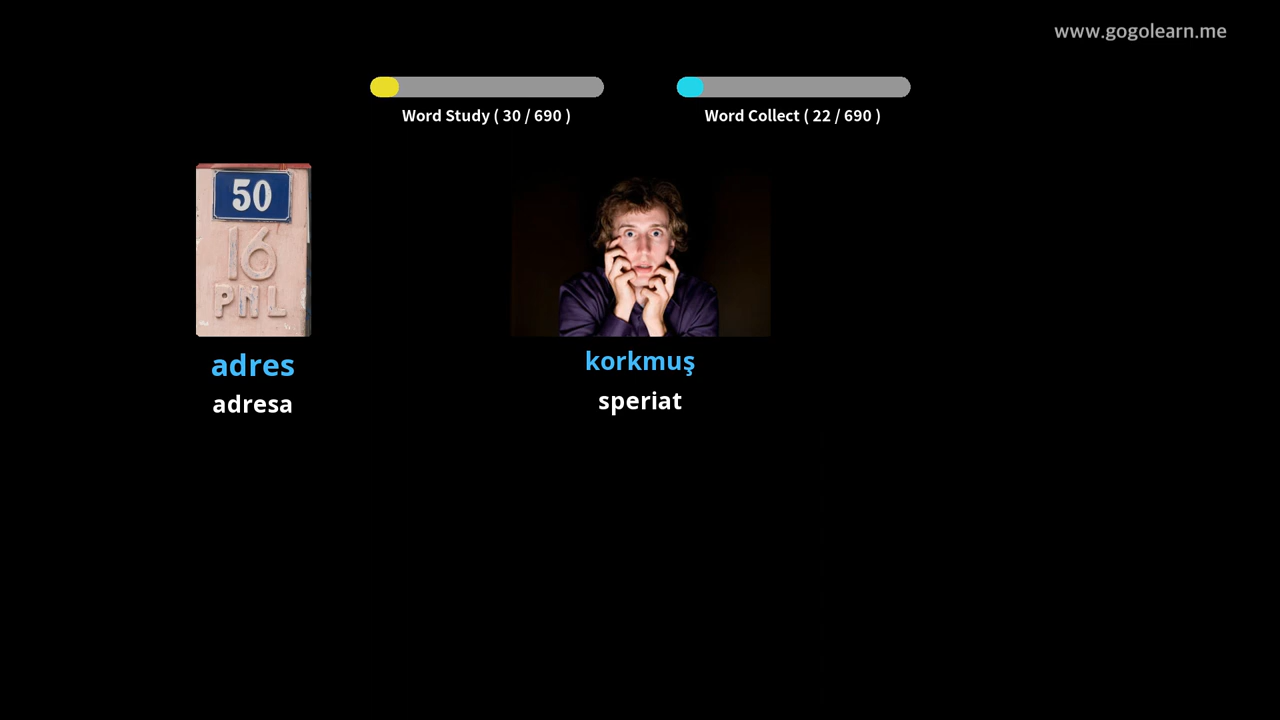 www.gogolearn.me
Word Study ( 30 / 690 )
Word Collect ( 22 / 690 )
50
16
PNL
adres
adresa
korkmuş
speriat